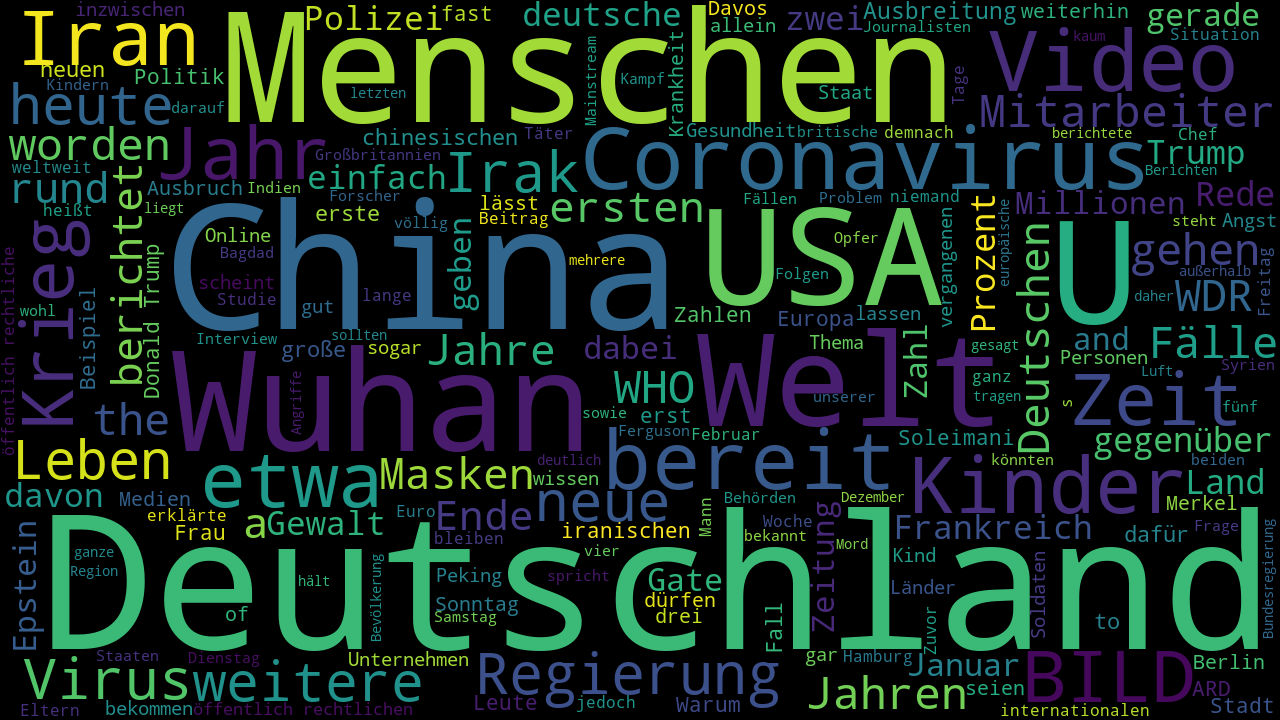 inzwischen
Iran
Menschen
Polizei
fast
deutsche
Davos
allein
zwei
Ausbreitung
Journalisten
weiterhin
gerade
Situation
neuen
Kindern
Politik
heute
darauf
letzten
Mainstream
Kampf
Krankheit
Staat
Tage
Video
kaum
Mitarbeiter
worden
Jahr
chinesischen
Täter
Gesundheit
britische
demnach
berichtete
Chef
Coronavirus
Trump
Berichten
weltweit
rund
Großbritannien
einfach
Irak
Ausbruch
Indien
Forscher
heißt
liegt
berichtet
erste
völlig
lässt
Beitrag
ersten
Fällen
Problem
niemand
Millionen
Rede
steht
Angst
Krieg
öffentlich rechtliche
wohl
Beispiel
Donald Trump
China
Online
Bagdad
scheint
Studie
gut
lange
geben
mehrere
USA
Opfer
Folgen
vergangenen
Prozent
europäische
Deutschen
U
gehen
außerhalb
daher
WDR
Freitag
Interview
sollten
Zahlen
Europa
lassen
große
sogar
Jahre
dabei
Thema
Zahl
gesagt
and
Personen
Fälle
Luft
Syrien
the
Wuhan
Angriffe
WHO
Welt
unserer
ganz
tragen
s
Zeit
fünf
sowie
erst
Ferguson
Februar
Soleimani
gegenüber
Leben
etwa
Masken
deutlich
wissen
bereit
könnten
beiden
Kinder
Land
Merkel
davon
Medien
erklärte
Frau
a
Gewalt
Euro
Ende
bleiben
neue
iranischen
Mann
Behörden
Woche
bekannt
Dezember
Mord
Zeitung
Frankreich
dafür
Frage
Epstein
ganze
Region
Deutschland
hält
of
Bevölkerung
Peking
Sonntag
Samstag
vier
spricht
Gate
dürfen
drei
Fall
Kind
Länder
Zuvor
Soldaten
to
Bundesregierung
Staaten
Dienstag
Unternehmen
gar
Hamburg
Januar
Berlin
Virus
weitere
Regierung
Jahren
seien
BILD
ARD
Eltern
bekommen
öffentlich rechtlichen
Leute
jedoch
Warum
internationalen
Stadt